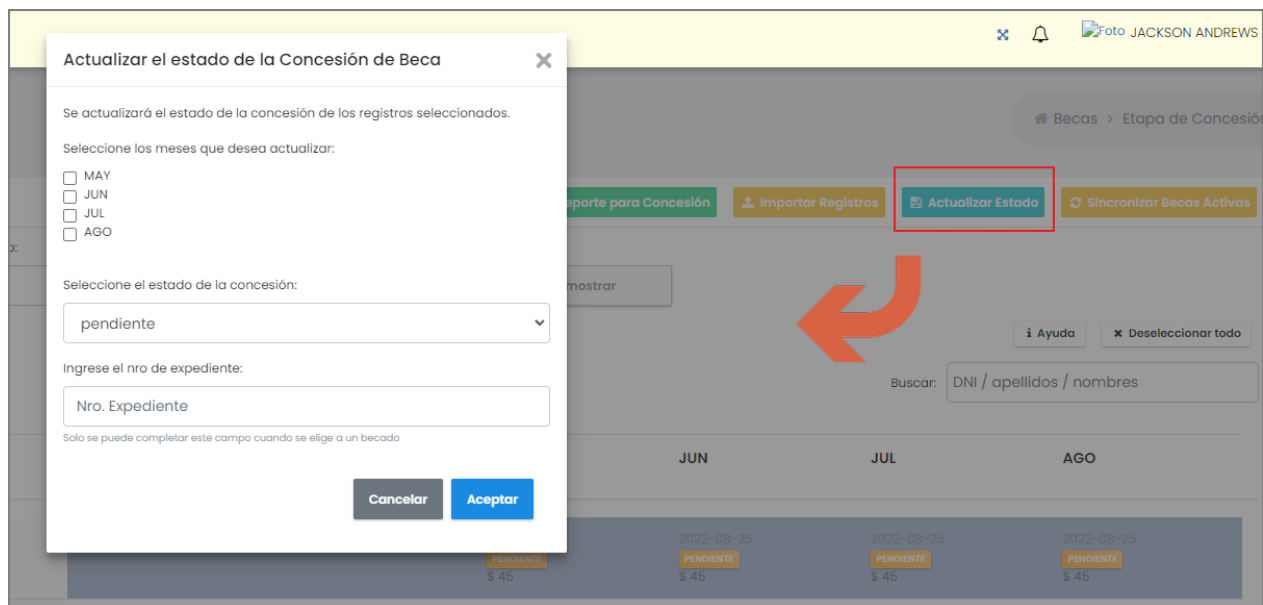 Foto JACKSON ANDREWS
Actualizar el estado de la Concesión de Beca
Se actualizará el estado de la concesión de los registros seleccionados.
Seleccione los meses que desea actualizar:
MAY
JUN
JUL
AGO
Seleccione el estado de la concesión:
pendiente
Ingrese el nro de expediente:
Nro. Expediente
Solo se puede completar este campo cuando se elige a un becado
Cancelar Aceptar
Becas > Etapa de Concesión
para Concesión Importar Registros Actualizar Estado Sincronizar Becas Activas
mostrar
Ayuda Deseleccionar todo
Buscar: DNI / apellidos / nombres
JUN JUL AGO
2022-08-25 2022-08-25 2022-08-25
PENDIENTE PENDIENTE PENDIENTE PENDIENTE
$ 45 $ 45 $ 45 $ 45